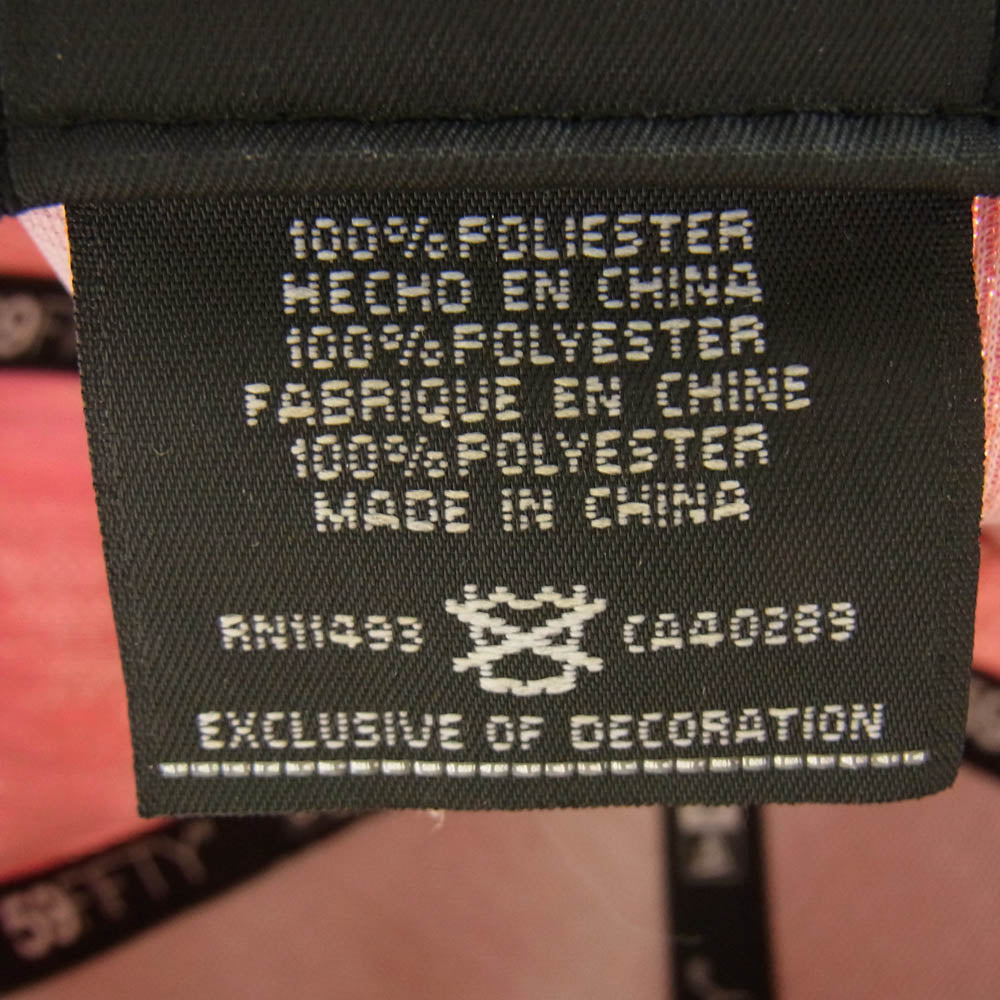 100% POLIESTER
HECHO EN CHINA
100% POLYESTER
FABRIQUE EN CHINE
100% POLYESTER
MADE IN CHINA
RN11493 CA40289
EXCLUSIVE OF DECORATION
59FIFTY